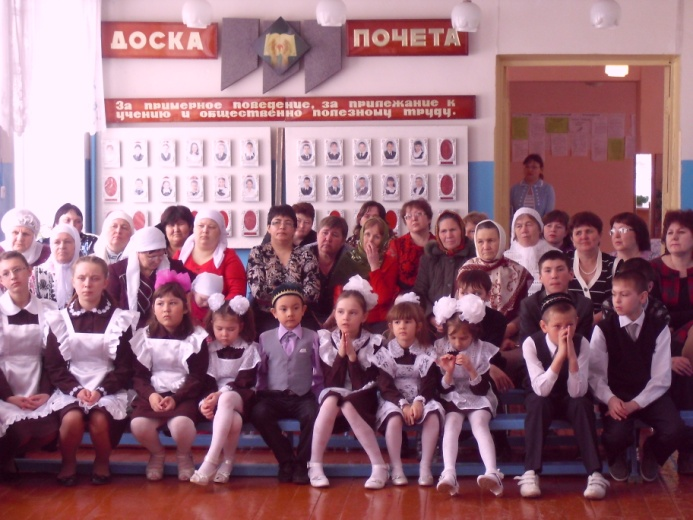 ДОСКА ПОЧЕТА
За примерное поведение, за прилежание к
учению и общественно полезному труду.